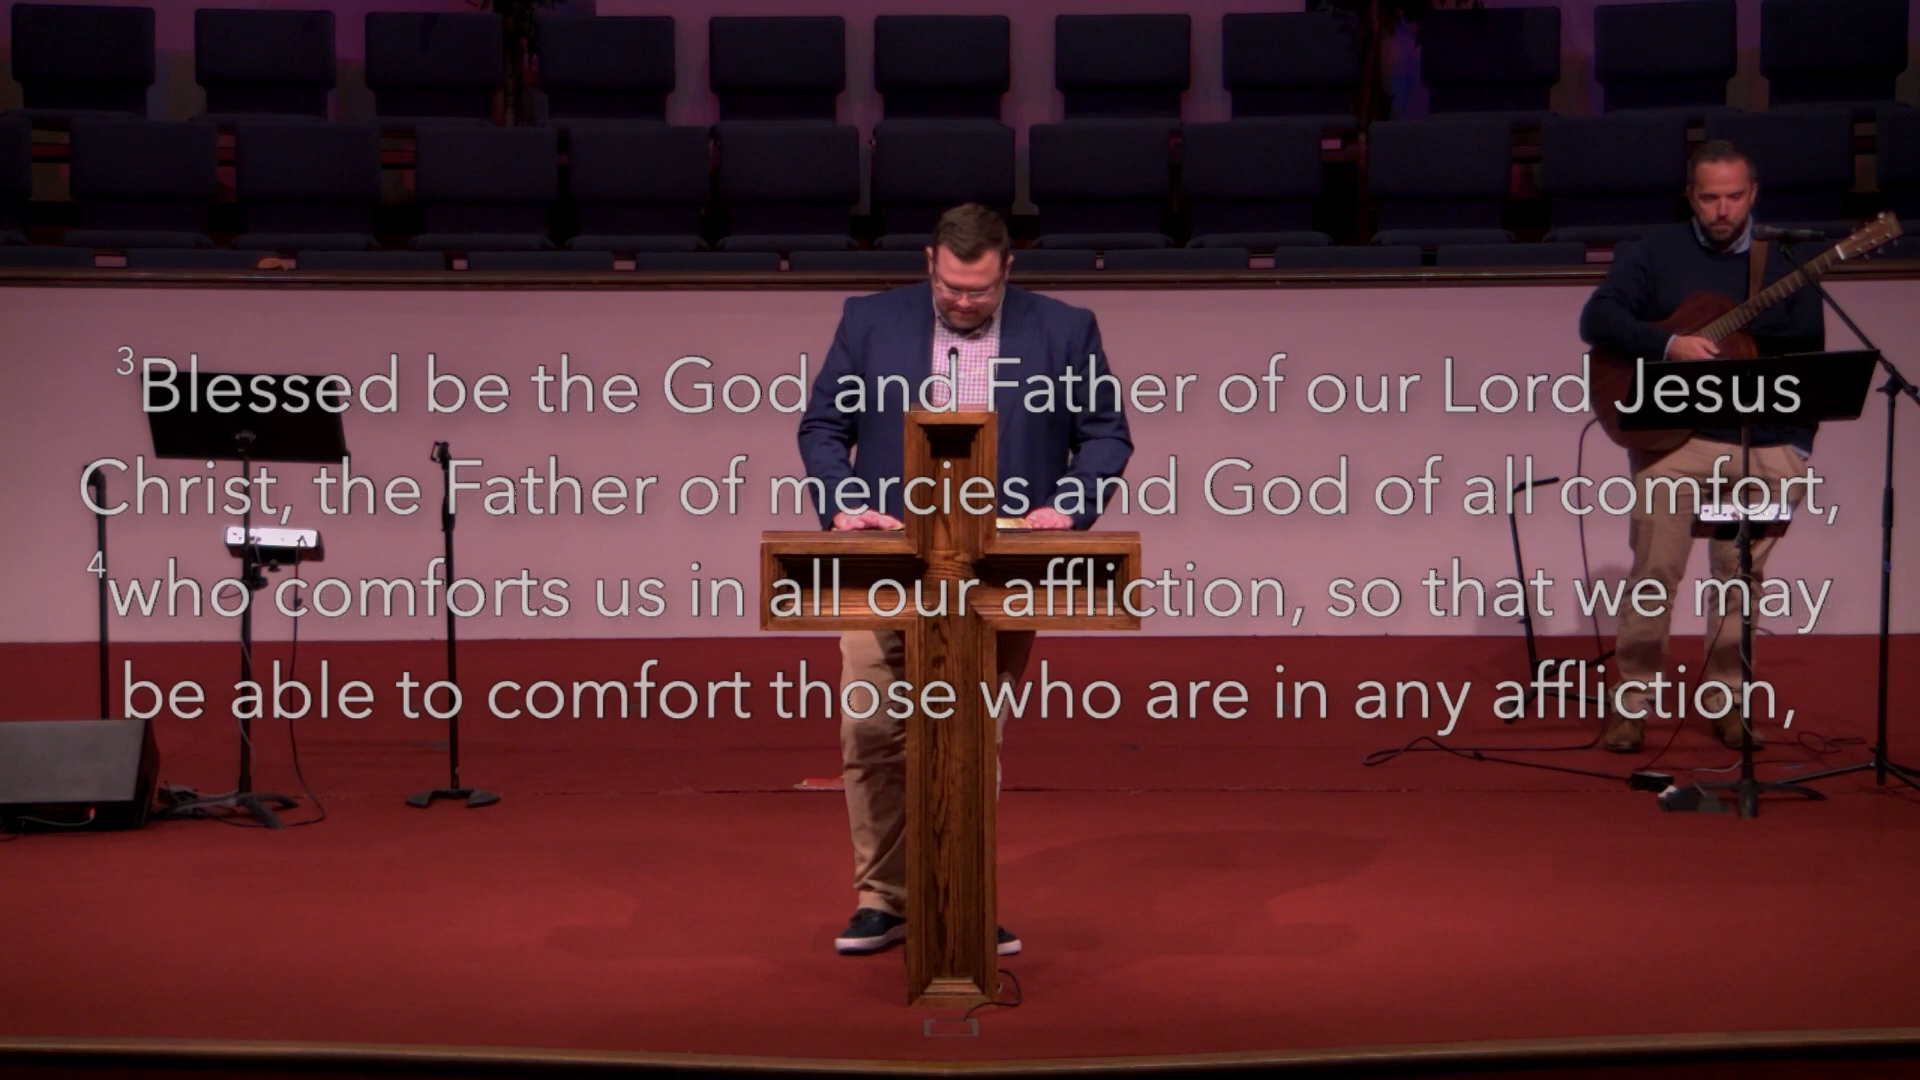 ³Blessed be the God and Father of our Lord Jesus
Christ, the Father of mercies and God of all comfort,
⁴who comforts us in all our affliction, so that we may
be able to comfort those who are in any affliction,